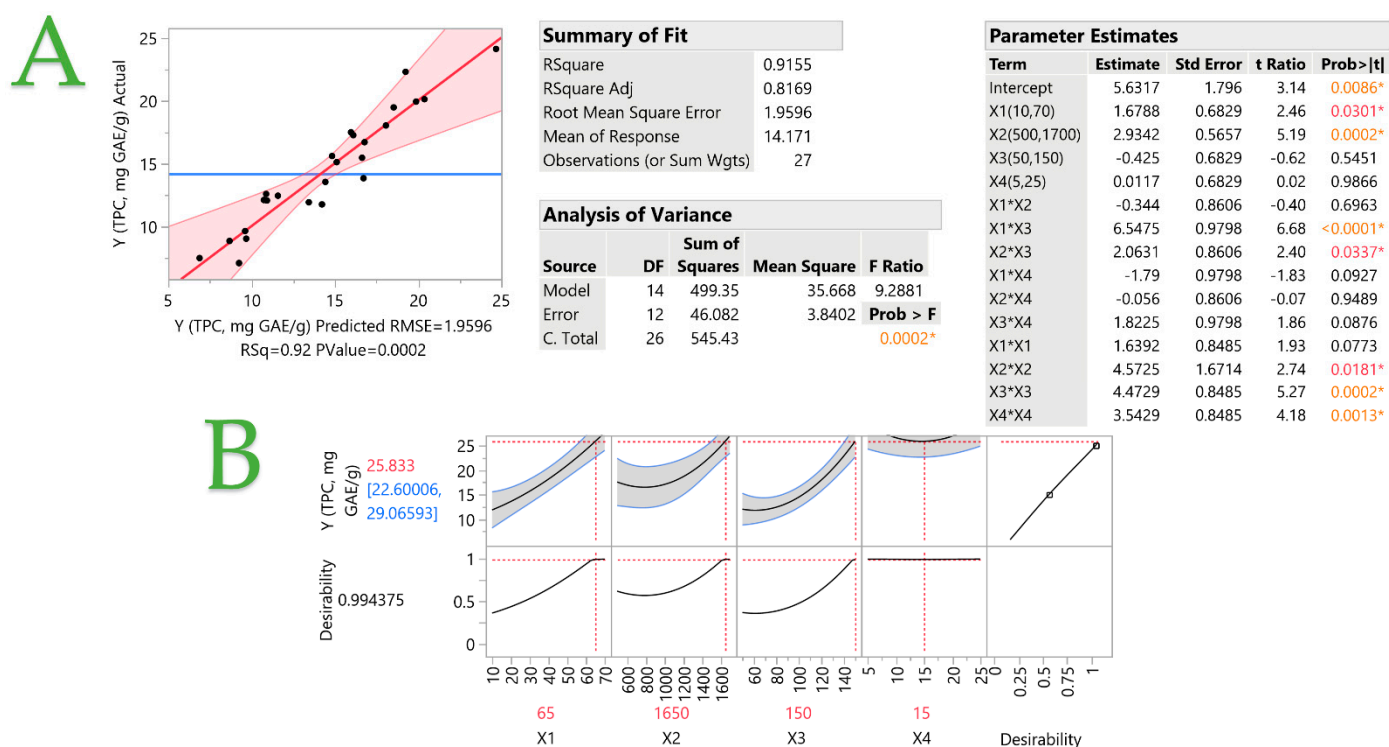 A
Y (TPC, mg GAE/g) Actual
25
20
15
10
5 10 15 20 25
Y (TPC, mg GAE/g) Predicted RMSE=1.9596
RSq=0.92 PValue=0.0002
Summary of Fit
RSquare 0.9155
RSquare Adj 0.8169
Root Mean Square Error 1.9596
Mean of Response 14.171
Observations (or Sum Wgts) 27
Analysis of Variance
Sum of
Source DF Squares Mean Square F Ratio
Model 14 499.35 35.668 9.2881
Error 12 46.082 3.8402 Prob > F
C. Total 26 545.43 0.0002*
Parameter Estimates
Term Estimate Std Error t Ratio Prob>|t|
Intercept 5.6317 1.796 3.14 0.0086*
X1(10,70) 1.6788 0.6829 2.46 0.0301*
X2(500,1700) 2.9342 0.5657 5.19 0.0002*
X3(50,150) -0.425 0.6829 -0.62 0.5451
X4(5,25) 0.0117 0.6829 0.02 0.9866
X1*X2 -0.344 0.8606 -0.40 0.6963
X1*X3 6.5475 0.9798 6.68 <0.0001*
X2*X3 2.0631 0.8606 2.40 0.0337*
X1*X4 -1.79 0.9798 -1.83 0.0927
X2*X4 -0.056 0.8606 -0.07 0.9489
X3*X4 1.8225 0.9798 1.86 0.0876
X1*X1 1.6392 0.8485 1.93 0.0773
X2*X2 4.5725 1.6714 2.74 0.0181*
X3*X3 4.4729 0.8485 5.27 0.0002*
X4*X4 3.5429 0.8485 4.18 0.0013*
B
Y (TPC, mg
GAE/g)
25.833
[22.60006,
29.06593]
25
20
15
10
Desirability
0.994375
1
0.5
0
10 20 30 40 50 60 70
600 800 1000 1200 1400 1600
60 80 100 120 140
5 10 15 20 25
0 0.25 0.5 0.75 1
65 1650 150 15
X1 X2 X3 X4 Desirability